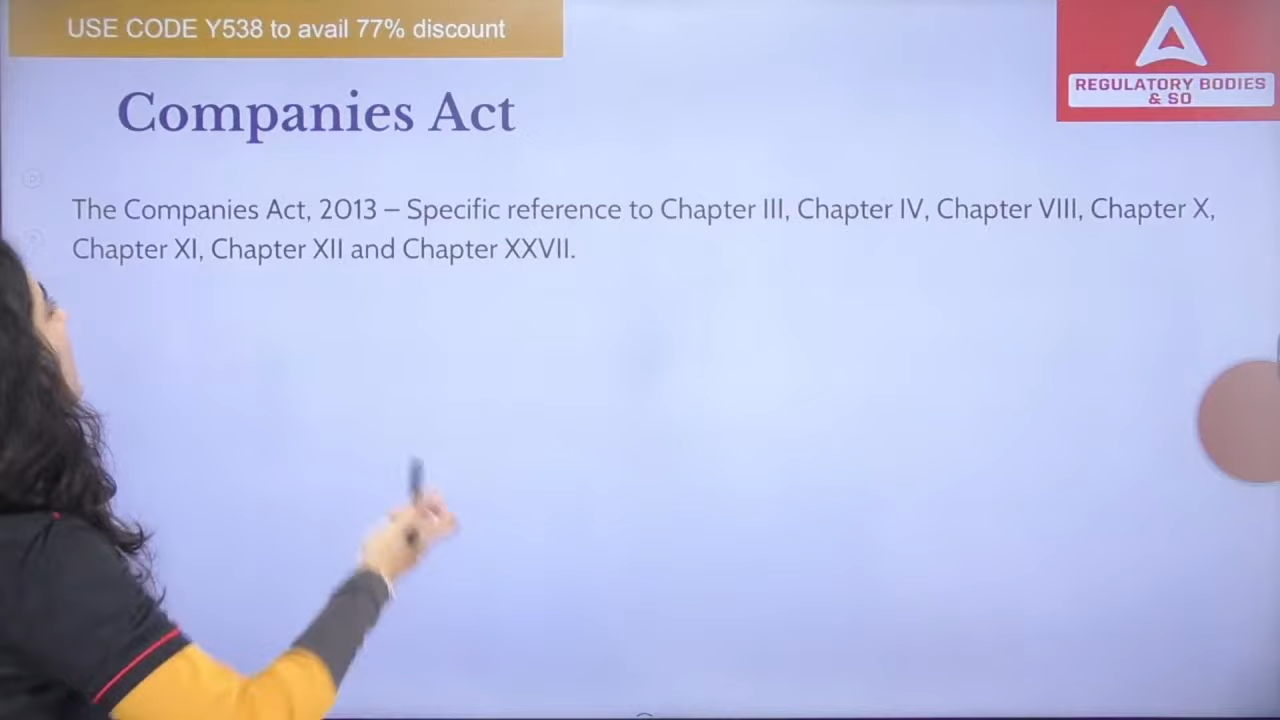 USE CODE Y538 to avail 77% discount
REGULATORY BODIES
& SO
Companies Act
The Companies Act, 2013 – Specific reference to Chapter III, Chapter IV, Chapter VIII, Chapter X,
Chapter XI, Chapter XII and Chapter XXVII.